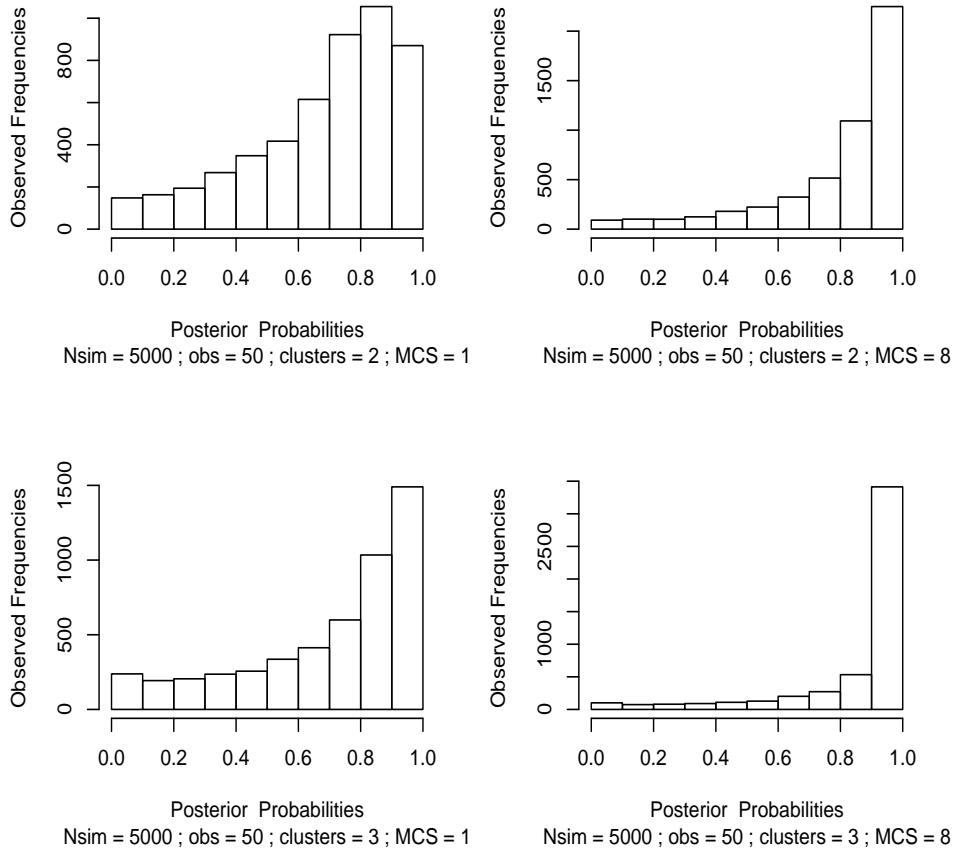 Observed Frequencies
0
400
800
0.0 0.2 0.4 0.6 0.8 1.0
Posterior Probabilities
Nsim = 5000 ; obs = 50 ; clusters = 2 ; MCS = 1
Observed Frequencies
0
500
1500
0.0 0.2 0.4 0.6 0.8 1.0
Posterior Probabilities
Nsim = 5000 ; obs = 50 ; clusters = 2 ; MCS = 8
Observed Frequencies
0
500
1000
1500
0.0 0.2 0.4 0.6 0.8 1.0
Posterior Probabilities
Nsim = 5000 ; obs = 50 ; clusters = 3 ; MCS = 1
Observed Frequencies
0
1000
2500
0.0 0.2 0.4 0.6 0.8 1.0
Posterior Probabilities
Nsim = 5000 ; obs = 50 ; clusters = 3 ; MCS = 8